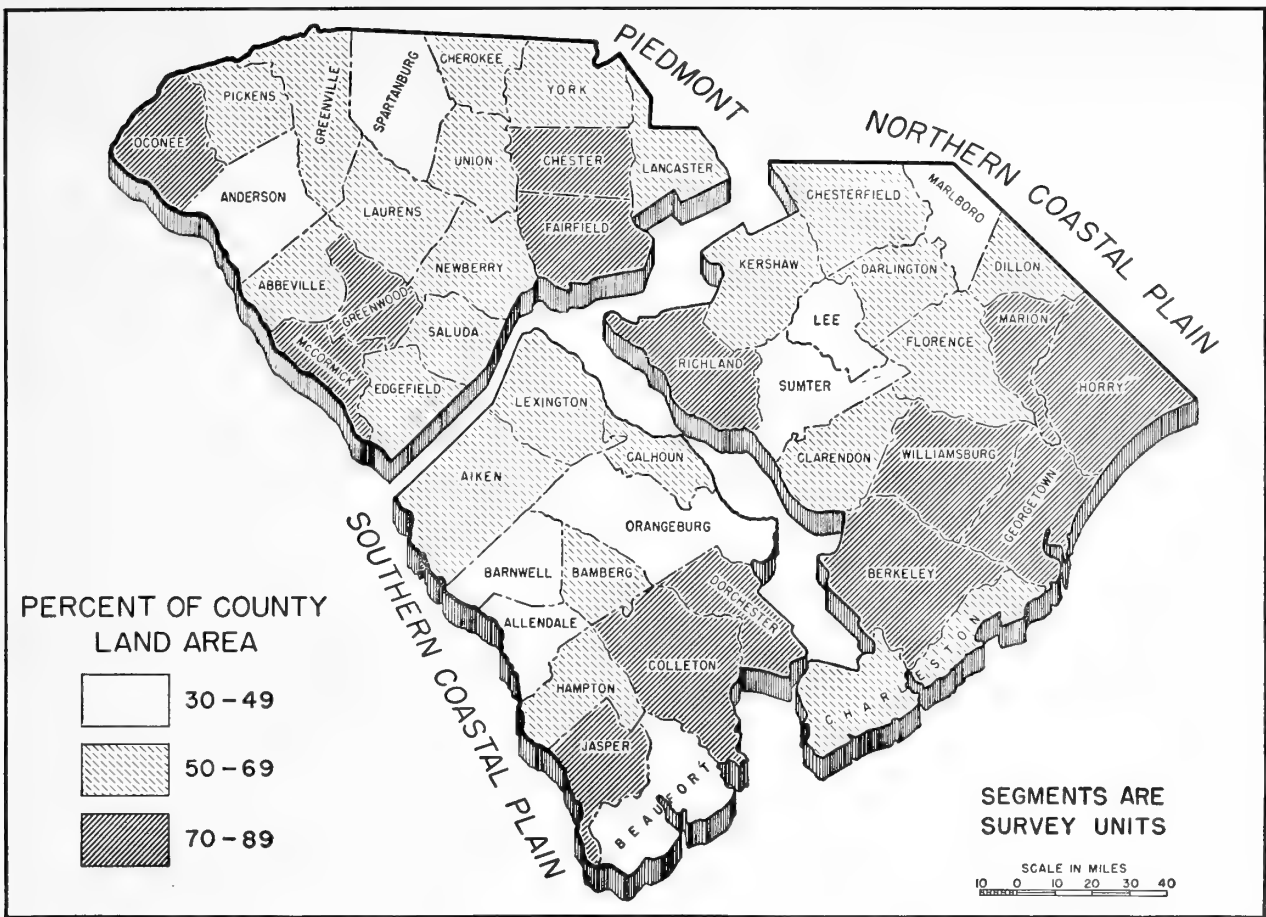 PIEDMONT
CHEROKEE
YORK
SPARTANBURG
GREENVILLE
PICKENS
OCONEE
UNION
CHESTER
LANCASTER
ANDERSON
LAURENS
FAIRFIELD
NEWBERRY
ABBEVILLE
GREENWOOD
SALUDA
MCCORMICK
EDGEFIELD
NORTHERN COASTAL PLAIN
MARLBORO
CHESTERFIELD
KERSHAW
DARLINGTON
DILLON
LEE
MARION
FLORENCE
RICHLAND
SUMTER
HORRY
CLARENDON
WILLIAMSBURG
GEORGETOWN
BERKELEY
CHARLESTON
SOUTHERN COASTAL PLAIN
LEXINGTON
CALHOUN
AIKEN
ORANGEBURG
BARNWELL
BAMBERG
DORCHESTER
ALLENDALE
COLLETON
HAMPTON
JASPER
BEAUFORT
PERCENT OF COUNTY
LAND AREA
30-49
50-69
70-89
SEGMENTS ARE
SURVEY UNITS
SCALE IN MILES
10 0 10 20 30 40